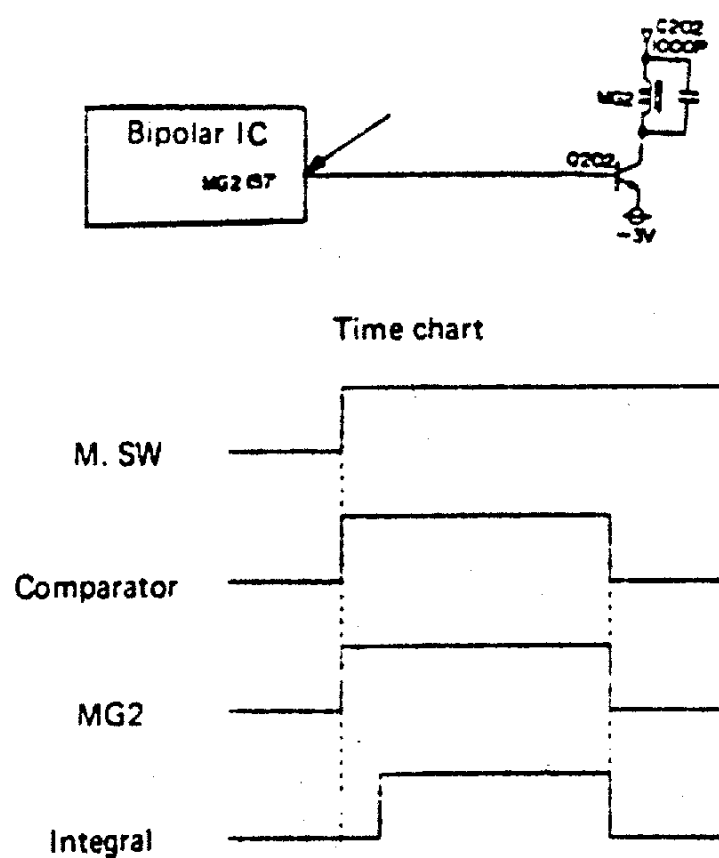 C202
1000P
MG2
Bipolar IC
Q202
MG2
-3V
Time chart
M. SW
Comparator
MG2
Integral